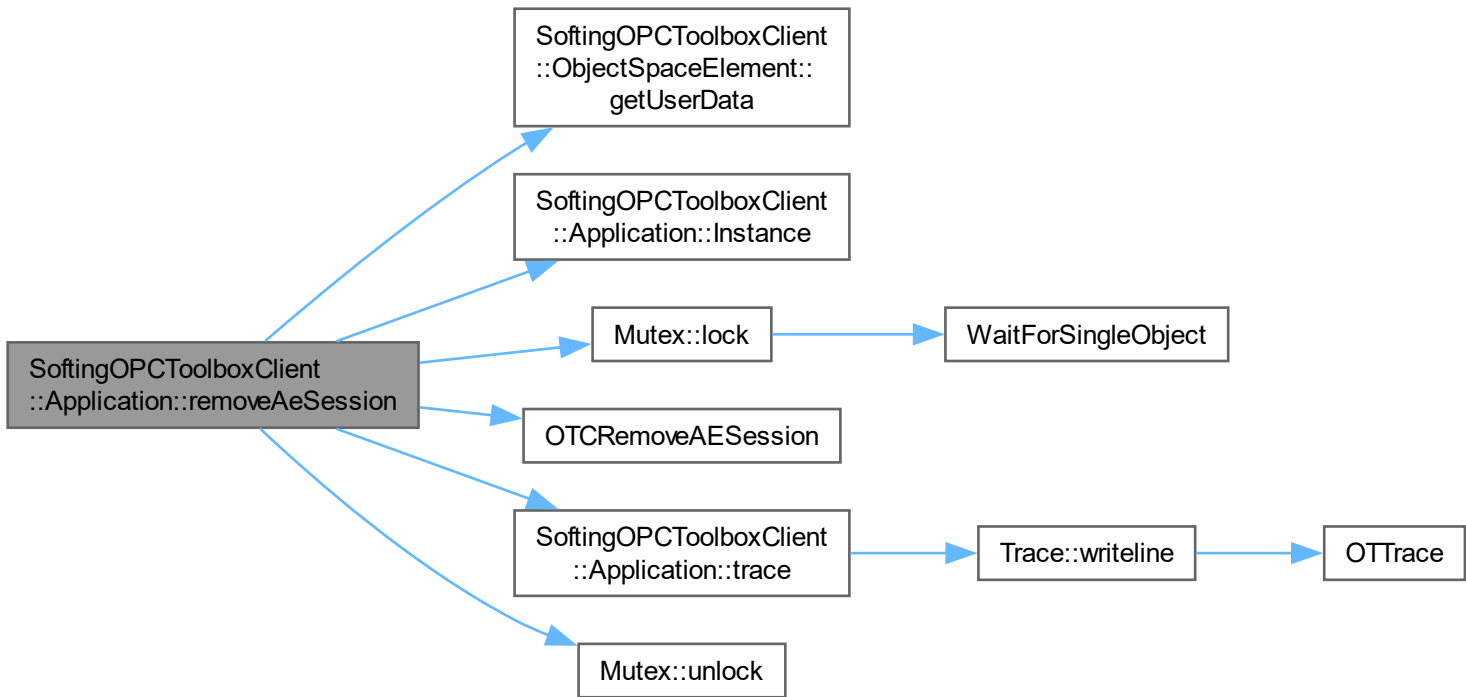 SoftingOPCToolboxClient
::ObjectSpaceElement::
getUserData
SoftingOPCToolboxClient
::Application::Instance
Mutex::lock
WaitForSingleObject
SoftingOPCToolboxClient
::Application::removeAeSession
OTCRemoveAESession
SoftingOPCToolboxClient
::Application::trace
Trace::writeline
OTTrace
Mutex::unlock